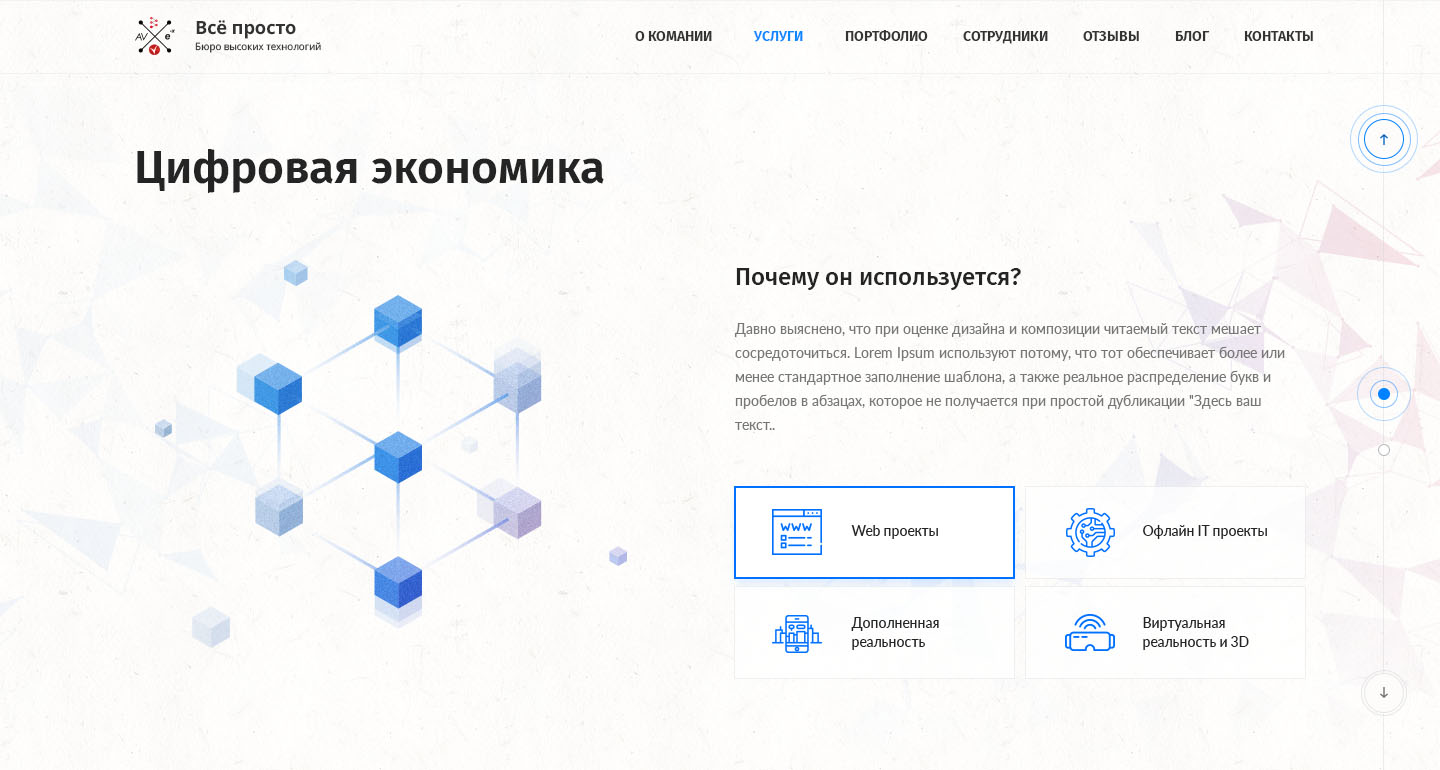 AV e-x
Всё просто
Бюро высоких технологий
О КОМАНИИ УСЛУГИ ПОРТФОЛИО СОТРУДНИКИ ОТЗЫВЫ БЛОГ КОНТАКТЫ
Цифровая экономика
Почему он используется?
Давно выяснено, что при оценке дизайна и композиции читаемый текст мешает
сосредоточиться. Lorem Ipsum используют потому, что тот обеспечивает более или
менее стандартное заполнение шаблона, а также реальное распределение букв и
пробелов в абзацах, которое не получается при простой дубликации "Здесь ваш
текст..
WWW
Web проекты
Офлайн IT проекты
Дополненная
реальность
Виртуальная
реальность и 3D